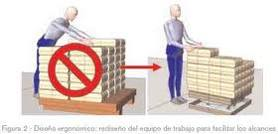 Figura 2 - Diseño ergonómico: rediseño del equipo de trabajo para facilitar los alcances